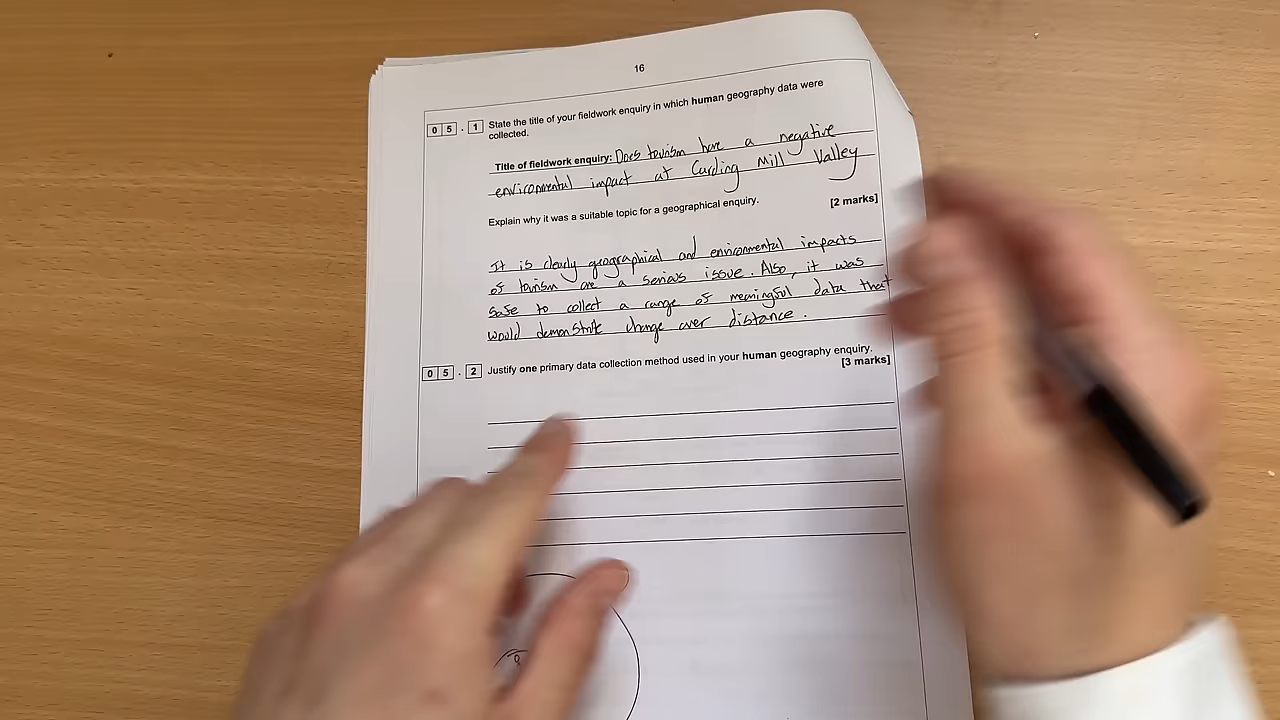 16
0 5 . 1 State the title of your fieldwork enquiry in which human geography data were
collected.
Title of fieldwork enquiry: Does tourism have a negative
environmental impact at Carding Mill Valley
Explain why it was a suitable topic for a geographical enquiry.
[2 marks]
It is clearly geographical and environmental impacts
of tourism are a serious issue. Also, it was
safe to collect a range of meaningful data that
would demonstrate change over distance.
0 5 . 2 Justify one primary data collection method used in your human geography enquiry.
[3 marks]